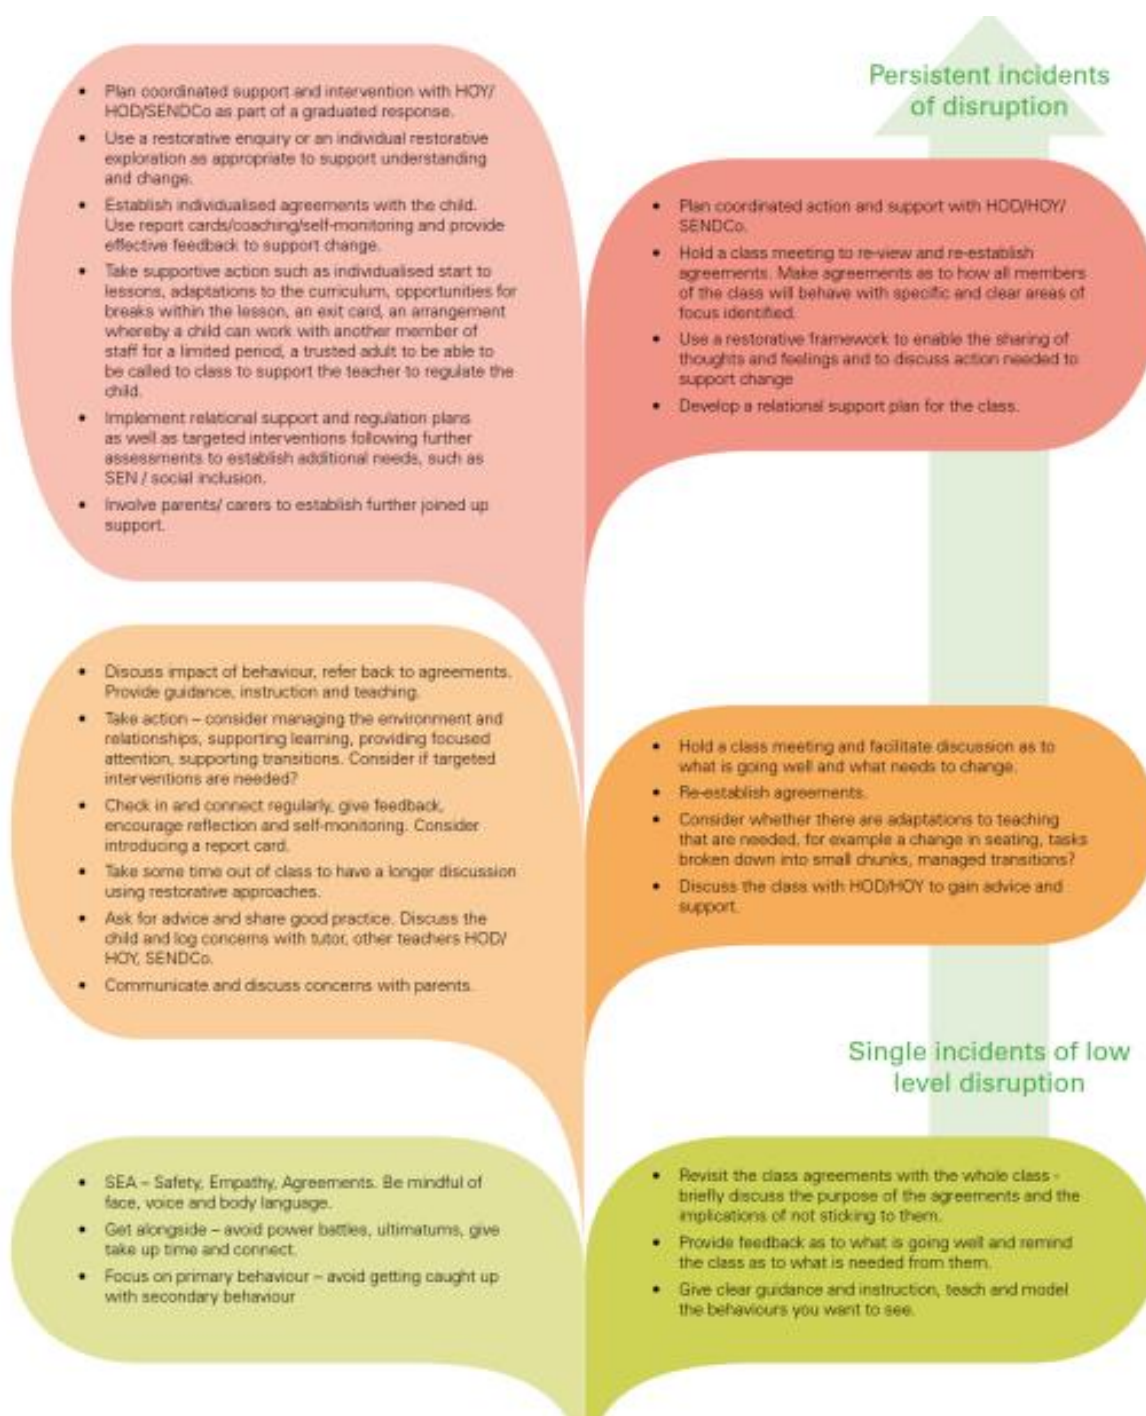 Persistent incidents
of disruption
• Plan coordinated support and intervention with HOY/
HOD/SENDCo as part of a graduated response.
• Use a restorative enquiry or an individual restorative
exploration as appropriate to support understanding
and change.
• Establish individualised agreements with the child.
Use report cards/coaching/self-monitoring and provide
effective feedback to support change.
• Take supportive action such as individualised start to
lessons, adaptations to the curriculum, opportunities for
breaks within the lesson, an exit card, an arrangement
whereby a child can work with another member of
staff for a limited period, a trusted adult to be able to
be called to class to support the teacher to regulate the
child.
• Implement relational support and regulation plans
as well as targeted interventions following further
assessments to establish additional needs, such as
SEN / social inclusion.
• Involve parents/ carers to establish further joined up
support.
• Plan coordinated action and support with HOD/HOY/
SENDCo.
• Hold a class meeting to re-view and re-establish
agreements. Make agreements as to how all members
of the class will behave with specific and clear areas of
focus identified.
• Use a restorative framework to enable the sharing of
thoughts and feelings and to discuss action needed to
support change
• Develop a relational support plan for the class.
• Discuss impact of behaviour, refer back to agreements.
Provide guidance, instruction and teaching.
• Take action – consider managing the environment and
relationships, supporting learning, providing focused
attention, supporting transitions. Consider if targeted
interventions are needed?
• Check in and connect regularly, give feedback,
encourage reflection and self-monitoring. Consider
introducing a report card.
• Take some time out of class to have a longer discussion
using restorative approaches.
• Ask for advice and share good practice. Discuss the
child and log concerns with tutor, other teachers HOD/
HOY, SENDCo.
• Communicate and discuss concerns with parents.
• Hold a class meeting and facilitate discussion as to
what is going well and what needs to change.
• Re-establish agreements.
• Consider whether there are adaptations to teaching
that are needed, for example a change in seating, tasks
broken down into small chunks, managed transitions?
• Discuss the class with HOD/HOY to gain advice and
support.
Single incidents of low
level disruption
• SEA – Safety, Empathy, Agreements. Be mindful of
face, voice and body language.
• Get alongside – avoid power battles, ultimatums, give
take up time and connect.
• Focus on primary behaviour – avoid getting caught up
with secondary behaviour
• Revisit the class agreements with the whole class -
briefly discuss the purpose of the agreements and the
implications of not sticking to them.
• Provide feedback as to what is going well and remind
the class as to what is needed from them.
• Give clear guidance and instruction, teach and model
the behaviours you want to see.